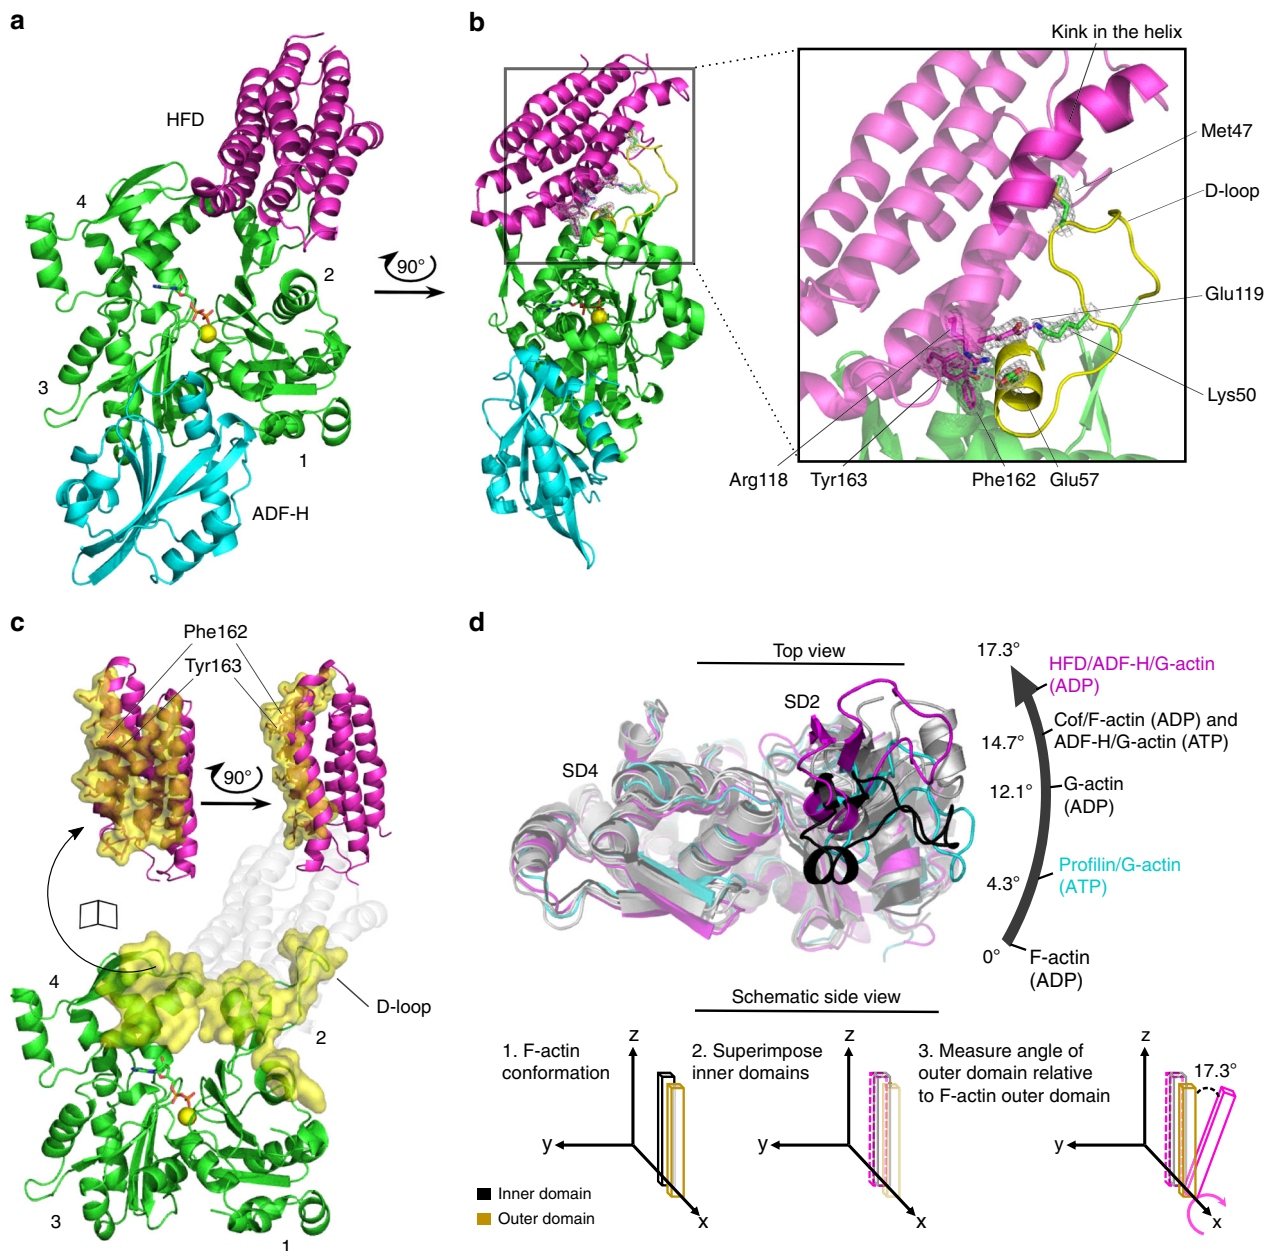 a
HFD
4
2
3
1
ADF-H
90°
b
Kink in the helix
Met47
D-loop
Glu119
Lys50
Arg118
Tyr163
Phe162
Glu57
c
Phe162
Tyr163
90°
4
D-loop
2
3
1
d
Top view
SD2
SD4
17.3°
HFD/ADF-H/G-actin
(ADP)
Cof/F-actin (ADP) and
ADF-H/G-actin (ATP)
14.7°
12.1°
G-actin
(ADP)
Profilin/G-actin
(ATP)
4.3°
0°
F-actin
(ADP)
Schematic side view
1. F-actin
conformation
z
y
x
2. Superimpose
inner domains
z
y
x
3. Measure angle of
outer domain relative
to F-actin outer domain
z
17.3°
y
x
Inner domain
Outer domain